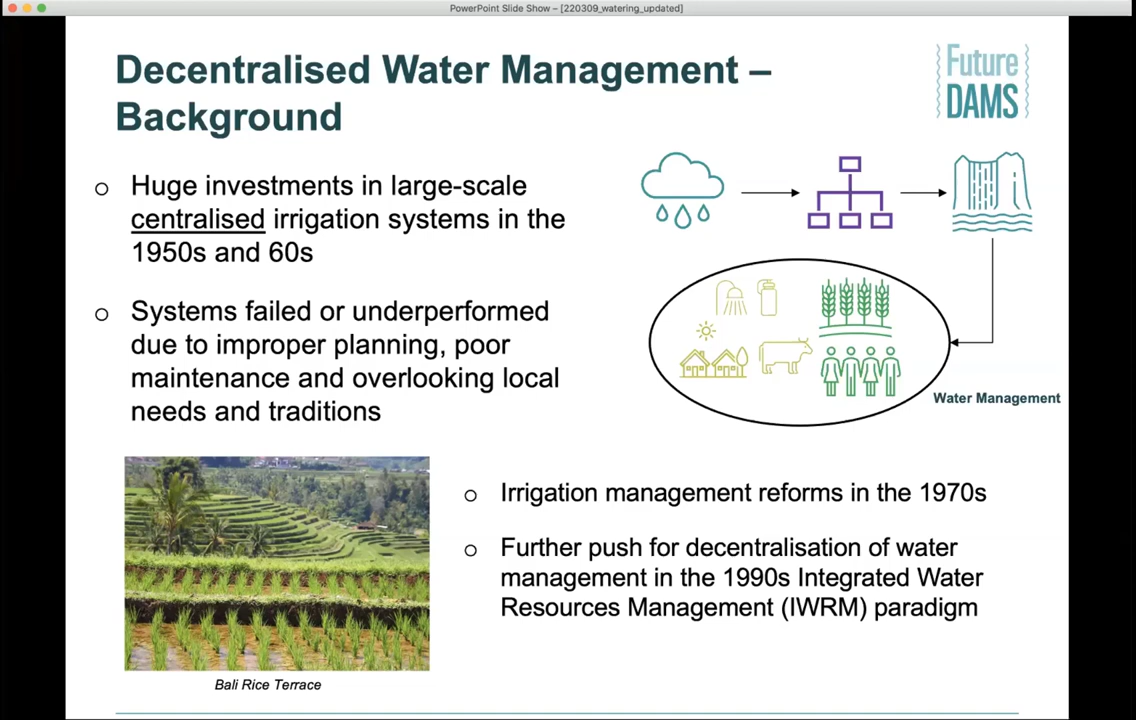 PowerPoint Slide Show – [220309_watering_updated]
Decentralised Water Management –
Background
Future
DAMS
○ Huge investments in large-scale
centralised irrigation systems in the
1950s and 60s
○ Systems failed or underperformed
due to improper planning, poor
maintenance and overlooking local
needs and traditions
Water Management
Bali Rice Terrace
○ Irrigation management reforms in the 1970s
○ Further push for decentralisation of water
management in the 1990s Integrated Water
Resources Management (IWRM) paradigm